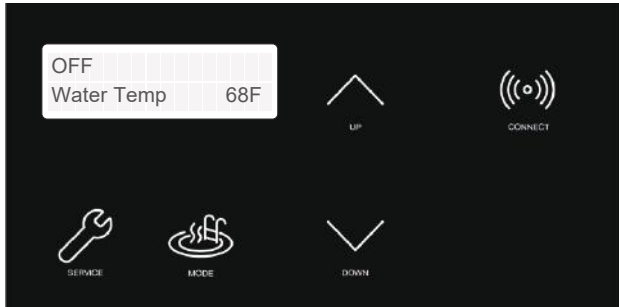 OFF
Water Temp 68F
UP
CONNECT
SERVICE
MODE
DOWN